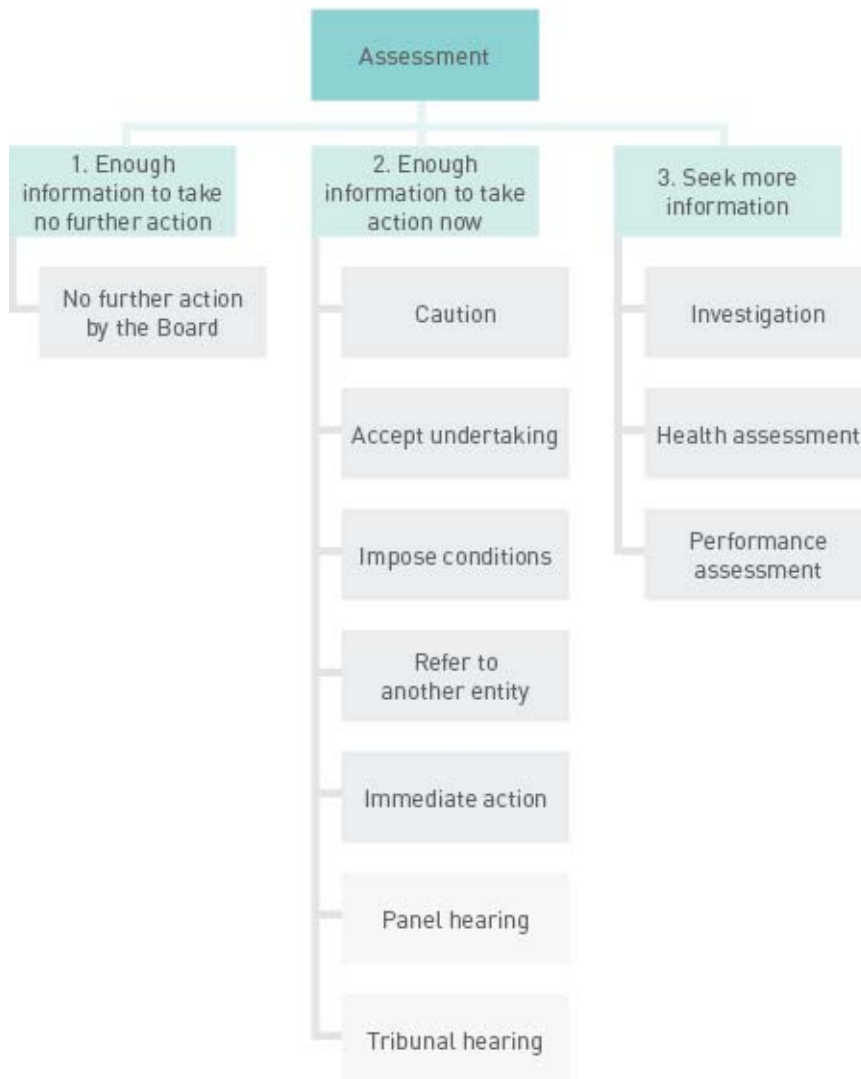 Assessment
1. Enough
information to take
no further action
2. Enough
information to take
action now
3. Seek more
information
No further action
by the Board
Caution
Accept undertaking
Impose conditions
Refer to
another entity
Immediate action
Panel hearing
Tribunal hearing
Investigation
Health assessment
Performance
assessment